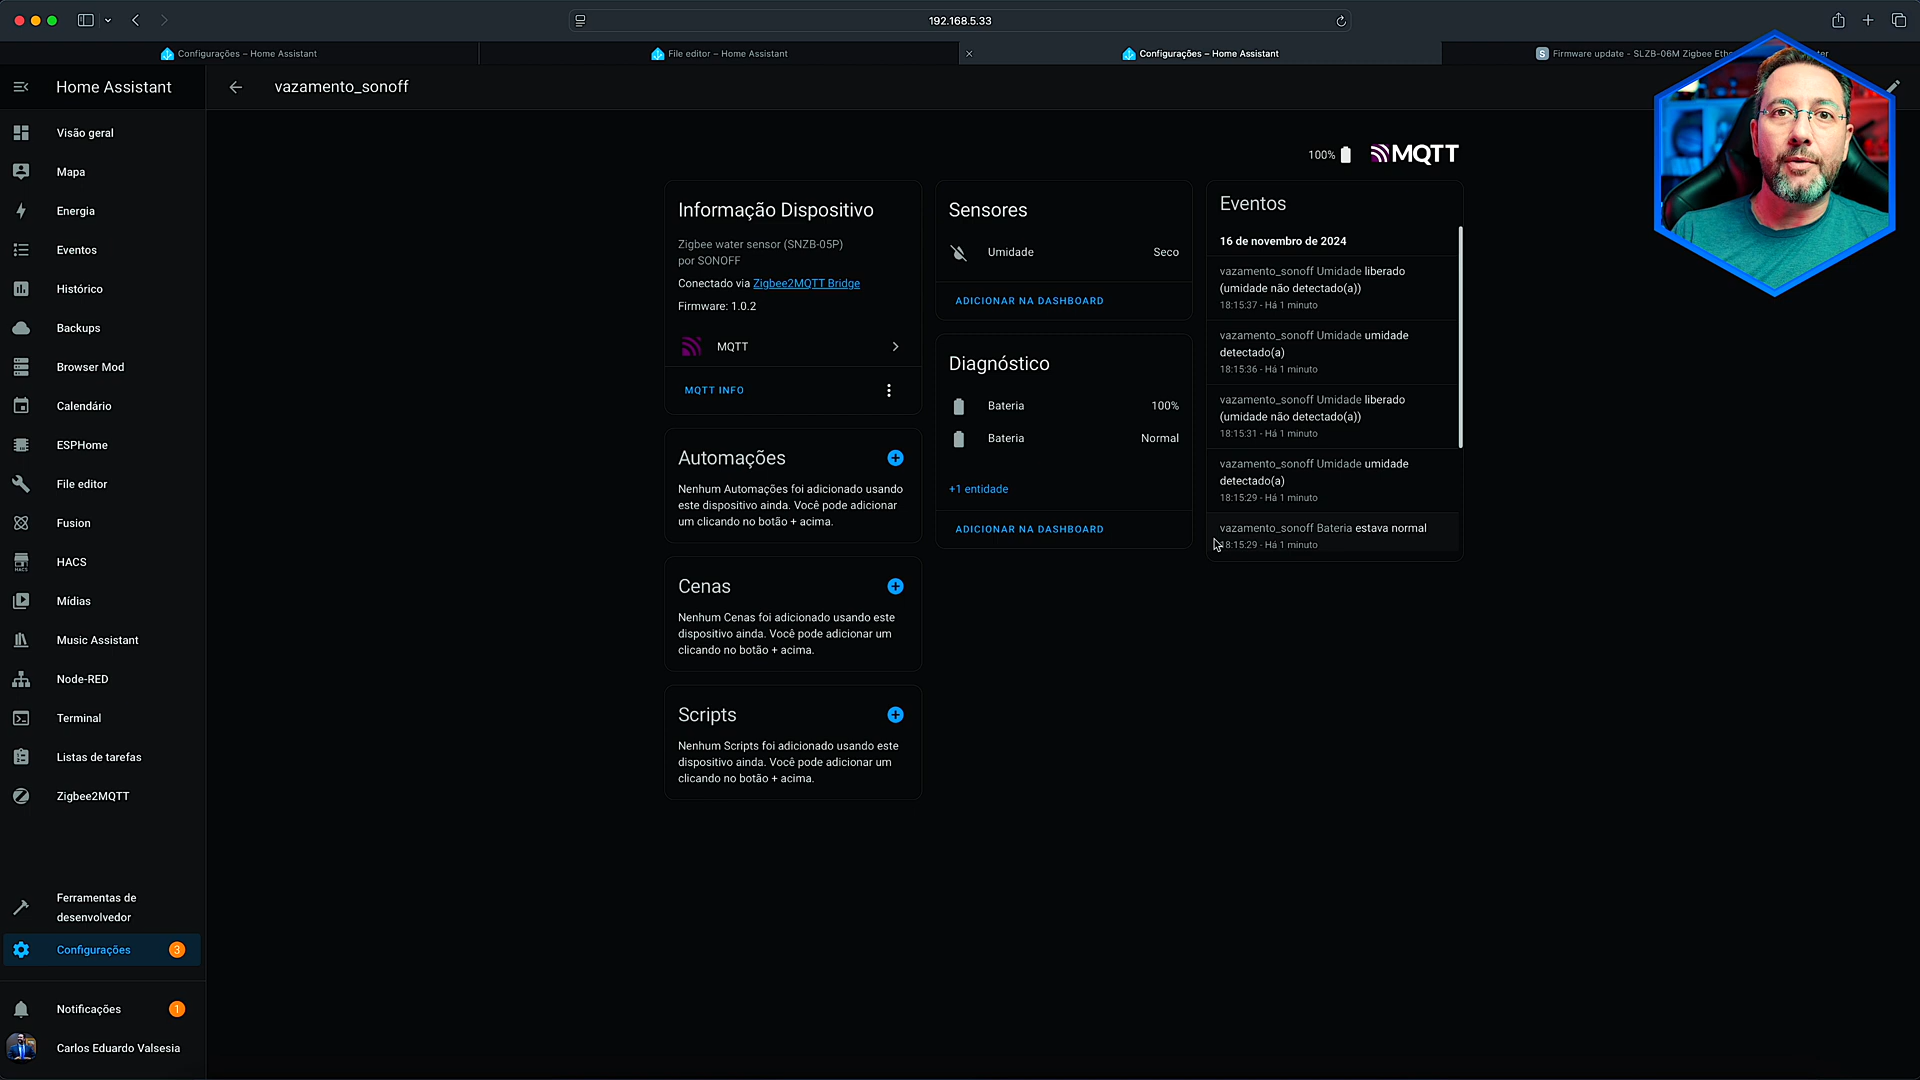 192.168.5.33
Configurações – Home Assistant
File editor – Home Assistant
Configurações – Home Assistant
Firmware update - SLZB-06M Zigbee
Home Assistant
vazamento_sonoff
Visão geral
Mapa
Energia
Eventos
Histórico
Backups
Browser Mod
Calendário
ESPHome
File editor
Fusion
HACS
HACS
Mídias
Music Assistant
Node-RED
Terminal
Listas de tarefas
Zigbee2MQTT
Ferramentas de
desenvolvedor
Configurações 3
Notificações 1
Carlos Eduardo Valsesia
100% MQTT
Informação Dispositivo
Zigbee water sensor (SNZB-05P)
por SONOFF
Conectado via Zigbee2MQTT Bridge
Firmware: 1.0.2
MQTT
MQTT INFO
Automações
Nenhum Automações foi adicionado usando
este dispositivo ainda. Você pode adicionar
um clicando no botão + acima.
Cenas
Nenhum Cenas foi adicionado usando este
dispositivo ainda. Você pode adicionar um
clicando no botão + acima.
Scripts
Nenhum Scripts foi adicionado usando este
dispositivo ainda. Você pode adicionar um
clicando no botão + acima.
Sensores
Umidade Seco
ADICIONAR NA DASHBOARD
Diagnóstico
Bateria 100%
Bateria Normal
+1 entidade
ADICIONAR NA DASHBOARD
Eventos
16 de novembro de 2024
vazamento_sonoff Umidade liberado
(umidade não detectado(a))
18:15:37 - Há 1 minuto
vazamento_sonoff Umidade umidade
detectado(a)
18:15:36 - Há 1 minuto
vazamento_sonoff Umidade liberado
(umidade não detectado(a))
18:15:31 - Há 1 minuto
vazamento_sonoff Umidade umidade
detectado(a)
18:15:29 - Há 1 minuto
vazamento_sonoff Bateria estava normal
18:15:29 - Há 1 minuto